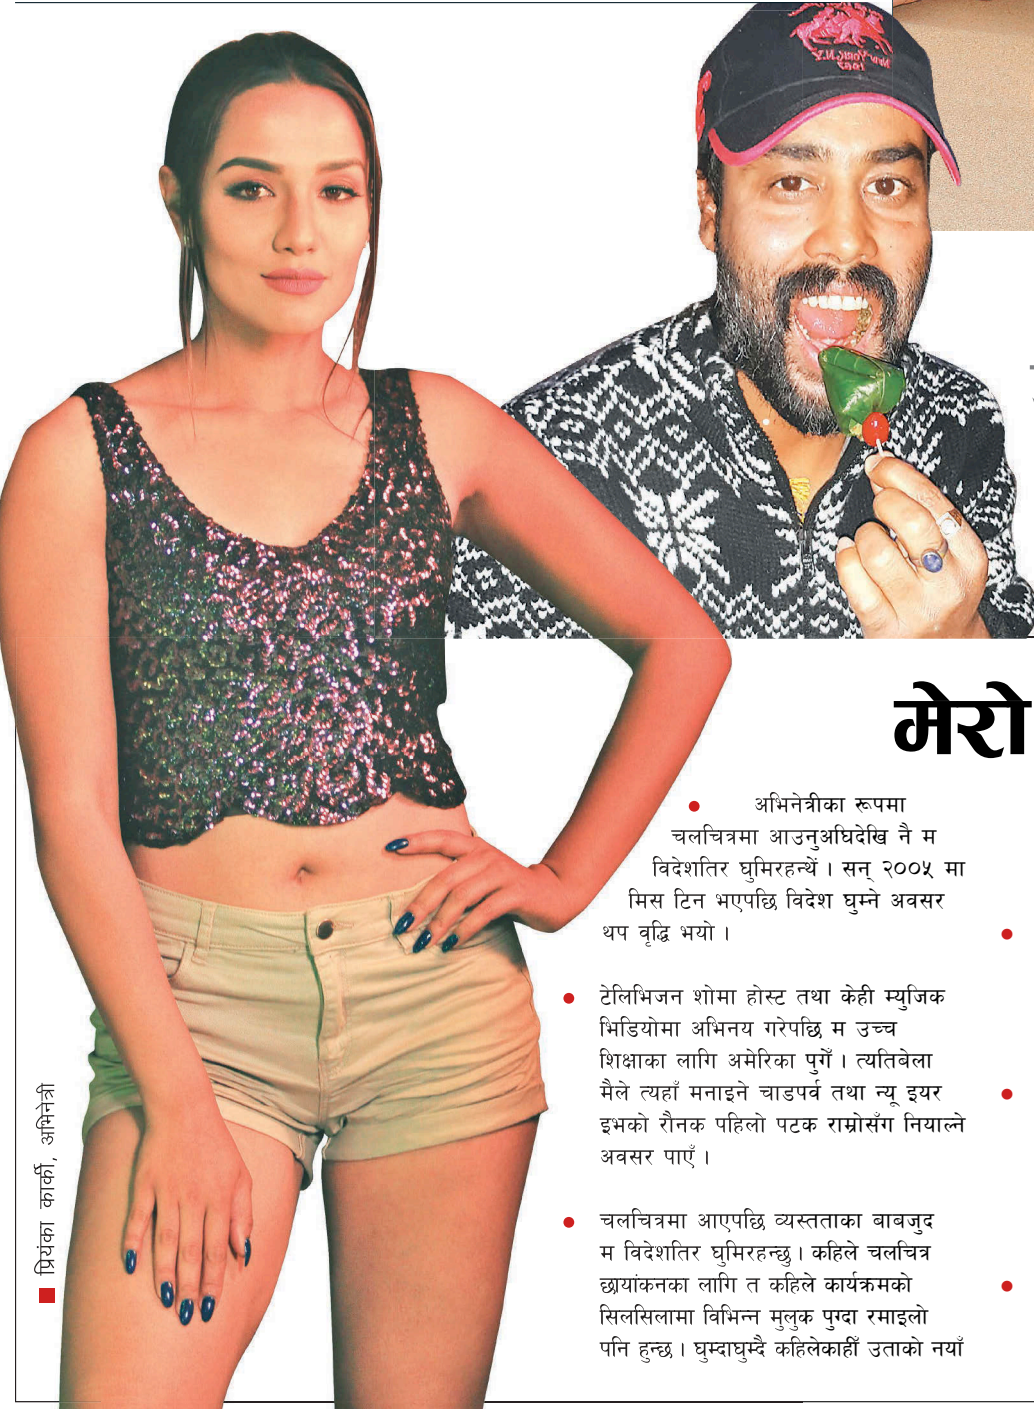 मेरो
अभिनेत्रीका रूपमा
चलचित्रमा आउनुअघिदेखि नै म
विदेशतिर घुमिरहन्थें । सन् २००५ मा
मिस टिन भएपछि विदेश घुम्ने अवसर
थप वृद्धि भयो ।
टेलिभिजन शोमा होस्ट तथा केही म्युजिक
भिडियोमा अभिनय गरेपछि म उच्च
शिक्षाका लागि अमेरिका पुगेँ । त्यतिबेला
मैले त्यहाँ मनाइने चाडपर्व तथा न्यू इयर
इभको रौनक पहिलो पटक राम्रोसँग नियाल्ने
अवसर पाएँ ।
चलचित्रमा आएपछि व्यस्तताका बाबजुद
म विदेशतिर घुमिरहन्छु । कहिले चलचित्र
छायांकनका लागि त कहिले कार्यक्रमको
सिलसिलामा विभिन्न मुलुक पुग्दा रमाइलो
पनि हुन्छ । घुम्दाघुम्दै कहिलेकाहीँ उताको नयाँ
प्रियंका कार्की, अभिनेत्री